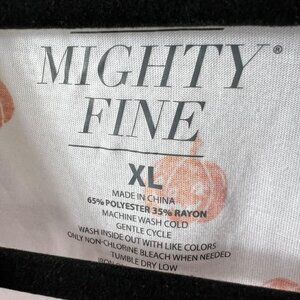 MIGHTY®
FINE
XL
MADE IN CHINA
65% POLYESTER 35% RAYON
MACHINE WASH COLD
GENTLE CYCLE
WASH INSIDE OUT WITH LIKE COLORS
ONLY NON-CHLORINE BLEACH WHEN NEEDED
TUMBLE DRY LOW